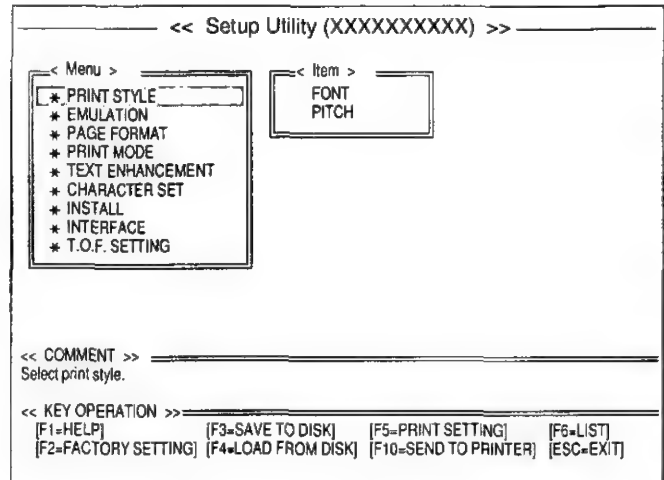 << Setup Utility (XXXXXXXXXX) >>
< Menu >
* PRINT STYLE
* EMULATION
* PAGE FORMAT
* PRINT MODE
* TEXT ENHANCEMENT
* CHARACTER SET
* INSTALL
* INTERFACE
* T.O.F. SETTING
< Item >
FONT
PITCH
<< COMMENT >>
Select print style.
<< KEY OPERATION >>
[F1=HELP] [F3=SAVE TO DISK] [F5=PRINT SETTING] [F6=LIST]
[F2=FACTORY SETTING] [F4=LOAD FROM DISK] [F10=SEND TO PRINTER] [ESC=EXIT]